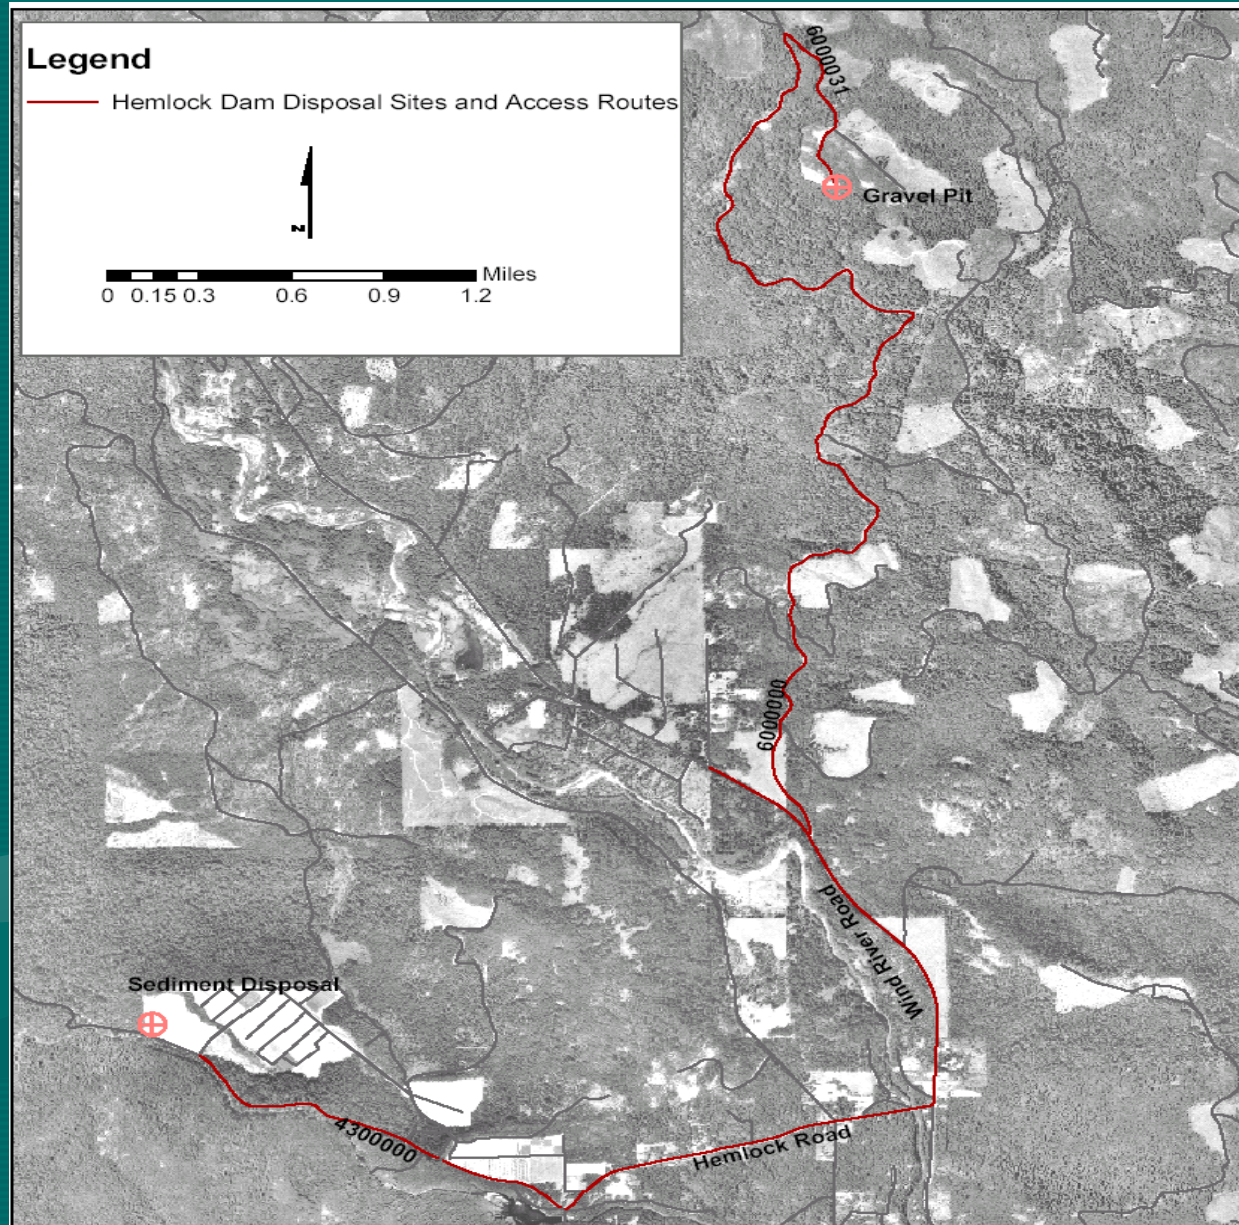 Legend
Hemlock Dam Disposal Sites and Access Routes
N
Miles
0 0.15 0.3 0.6 0.9 1.2
6000031
Gravel Pit
6000000
Wind River Road
Sediment Disposal
4300000
Hemlock Road